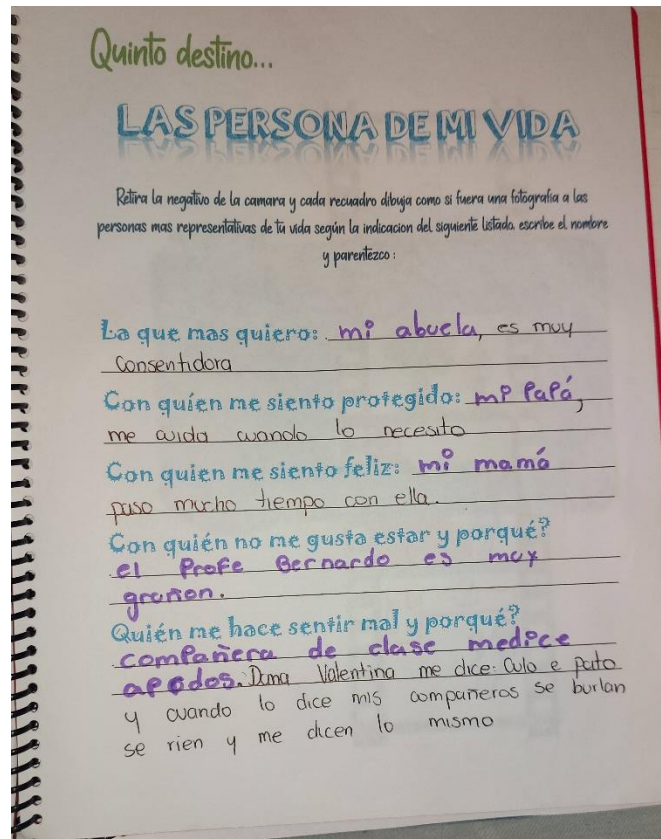 Quinto destino...
LAS PERSONA DE MI VIDA
Retira la negativo de la camara y cada recuadro dibuja como si fuera una fotografia a las
personas mas representativas de tu vida según la indicacion del siguiente listado. escribe el nombre
y parentezco :
La que mas quiero: mi abuela, es muy
consentidora
Con quién me siento protegido: mi Papá,
me cuida cuando lo necesito
Con quien me siento feliz: mi mamá
paso mucho tiempo con ella.
Con quién no me gusta estar y porqué?
el Profe Bernardo es muy
gruñon.
Quién me hace sentir mal y porqué?
compañera de clase medice
apodos. Dana Valentina me dice: Culo e pato
y cuando lo dice mis compañeros se burlan
se rien y me dicen lo mismo